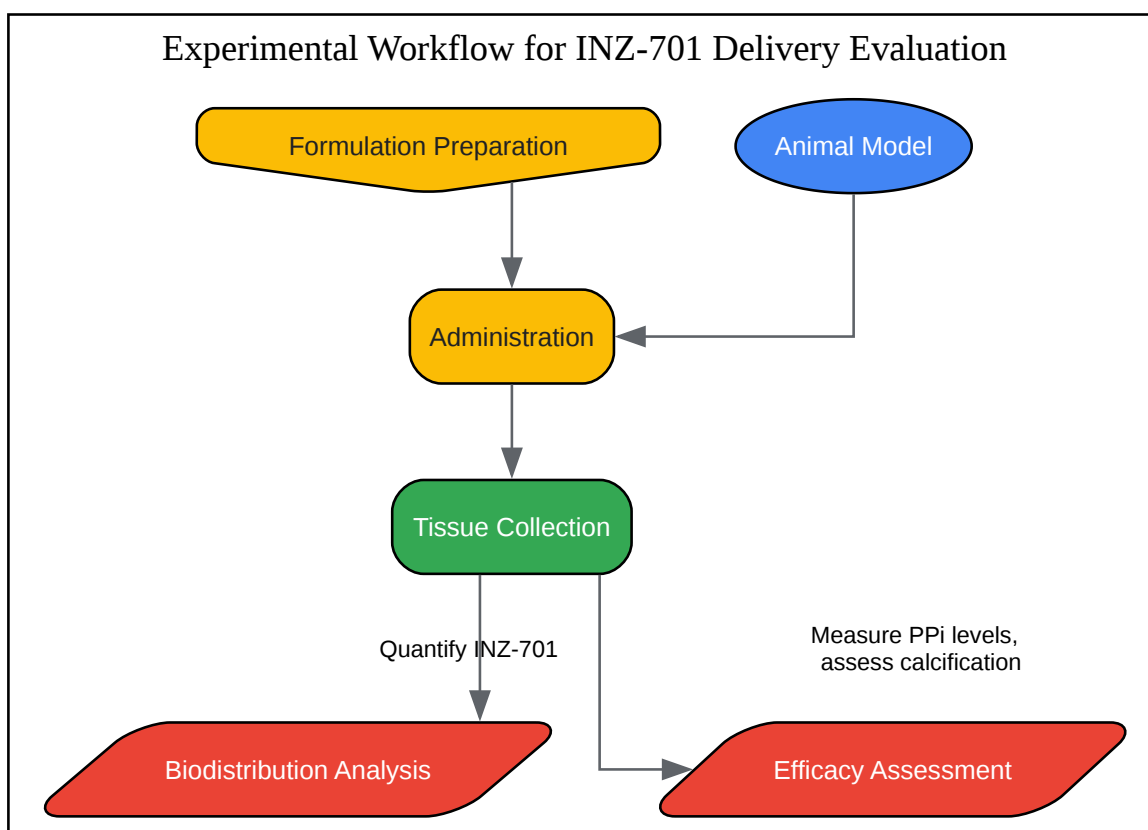 Experimental Workflow for INZ-701 Delivery Evaluation
Formulation Preparation
Animal Model
Administration
Tissue Collection
Quantify INZ-701
Measure PPi levels,
assess calcification
Biodistribution Analysis
Efficacy Assessment